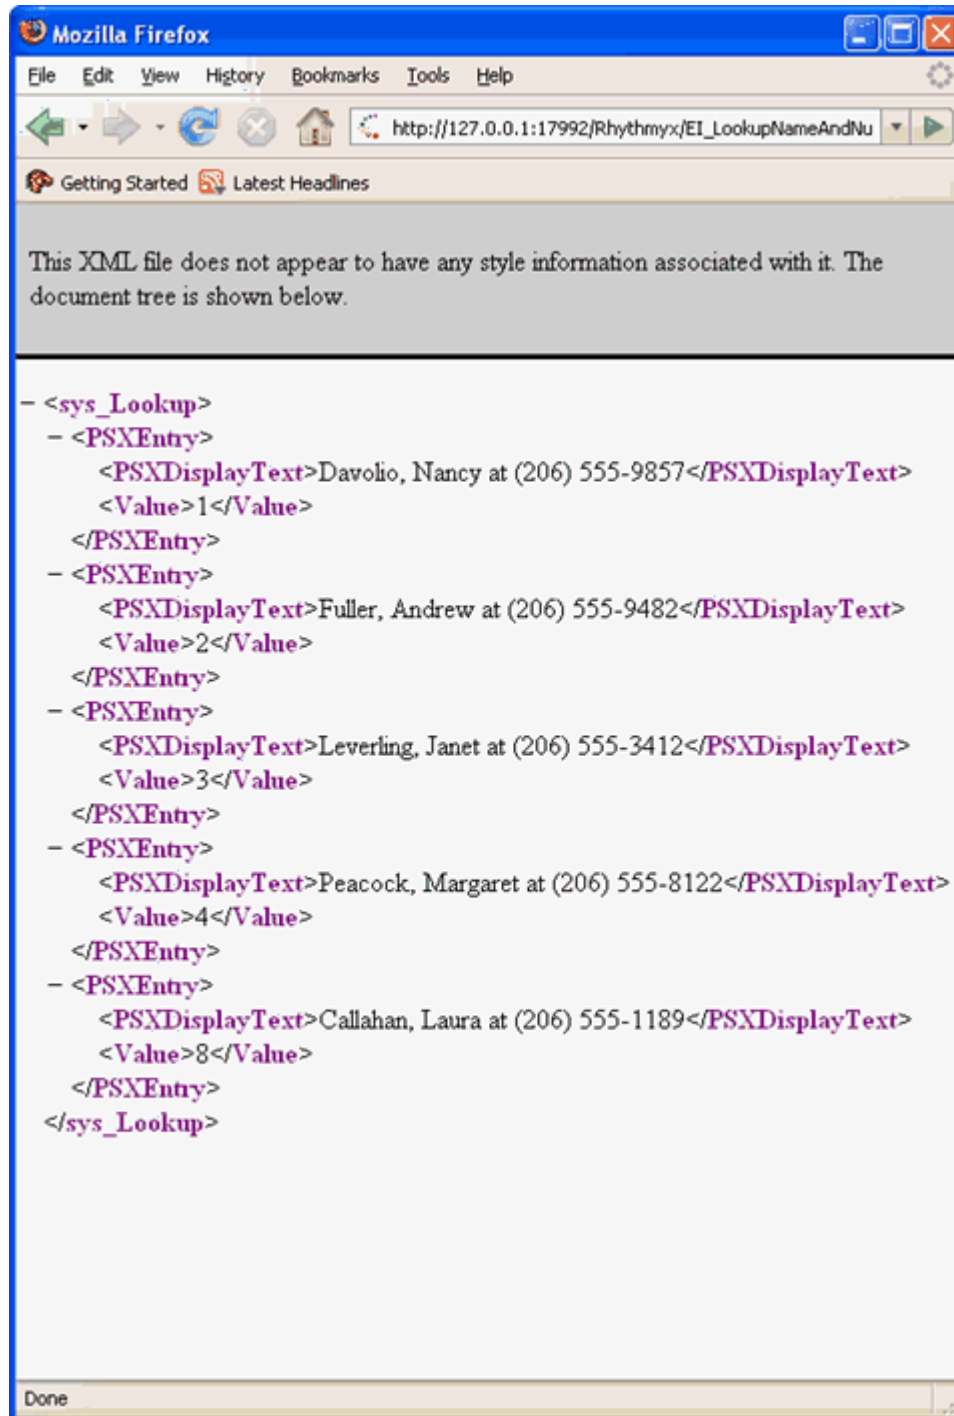 Mozilla Firefox
File Edit View History Bookmarks Tools Help
http://127.0.0.1:17992/Rhythmyx/EI_LookupNameAndNu
Getting Started Latest Headlines
This XML file does not appear to have any style information associated with it. The
document tree is shown below.
− <sys_Lookup>
− <PSXEntry>
<PSXDisplayText>Davolio, Nancy at (206) 555-9857</PSXDisplayText>
<Value>1</Value>
</PSXEntry>
− <PSXEntry>
<PSXDisplayText>Fuller, Andrew at (206) 555-9482</PSXDisplayText>
<Value>2</Value>
</PSXEntry>
− <PSXEntry>
<PSXDisplayText>Leverling, Janet at (206) 555-3412</PSXDisplayText>
<Value>3</Value>
</PSXEntry>
− <PSXEntry>
<PSXDisplayText>Peacock, Margaret at (206) 555-8122</PSXDisplayText>
<Value>4</Value>
</PSXEntry>
− <PSXEntry>
<PSXDisplayText>Callahan, Laura at (206) 555-1189</PSXDisplayText>
<Value>8</Value>
</PSXEntry>
</sys_Lookup>
Done